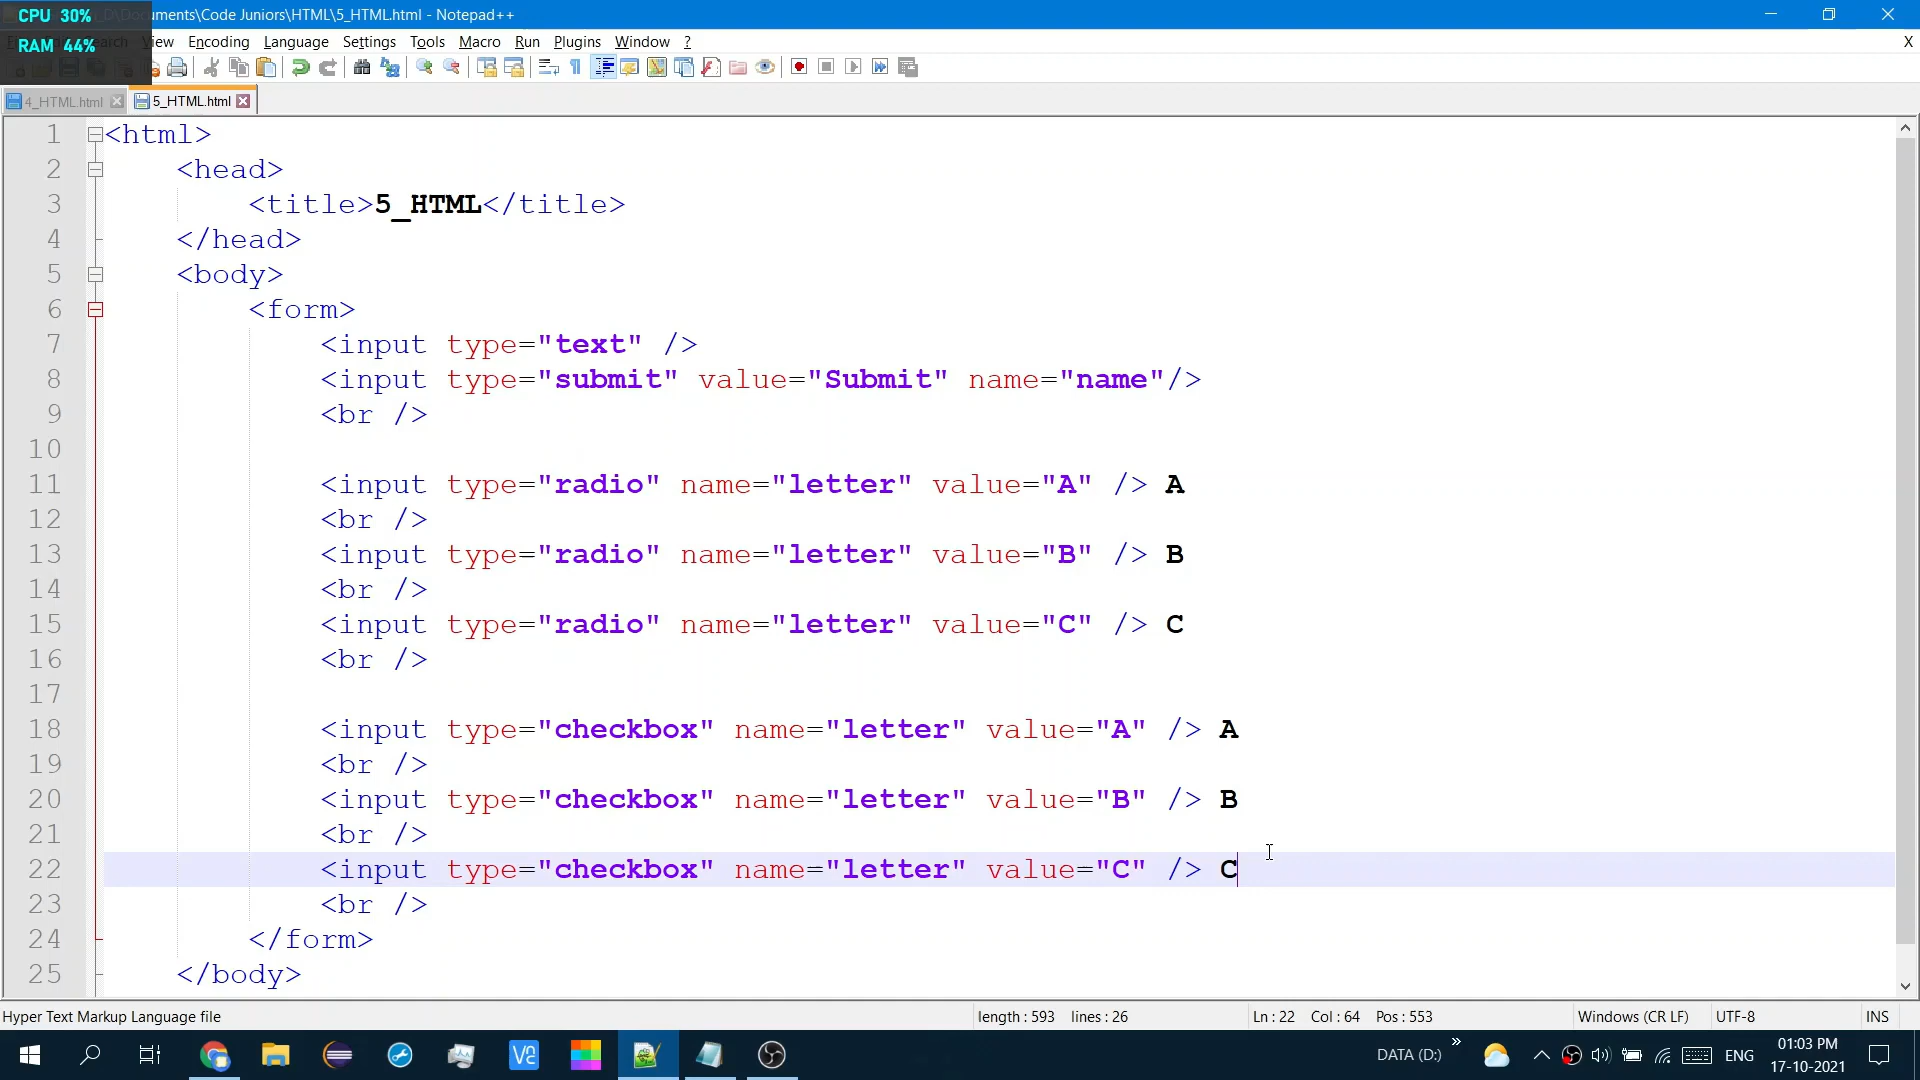 CPU 30%
RAM 44%
\Documents\Code Juniors\HTML\5_HTML.html - Notepad++
View Encoding Language Settings Tools Macro Run Plugins Window ? X
4_HTML.html 5_HTML.html
1 <html>
2 <head>
3 <title>5_HTML</title>
4 </head>
5 <body>
6 <form>
7 <input type="text" />
8 <input type="submit" value="Submit" name="name"/>
9 <br />
10
11 <input type="radio" name="letter" value="A" /> A
12 <br />
13 <input type="radio" name="letter" value="B" /> B
14 <br />
15 <input type="radio" name="letter" value="C" /> C
16 <br />
17
18 <input type="checkbox" name="letter" value="A" /> A
19 <br />
20 <input type="checkbox" name="letter" value="B" /> B
21 <br />
22 <input type="checkbox" name="letter" value="C" /> C
23 <br />
24 </form>
25 </body>
Hyper Text Markup Language file length : 593 lines : 26 Ln : 22 Col : 64 Pos : 553 Windows (CR LF) UTF-8 INS
DATA (D:) ENG 01:03 PM
17-10-2021